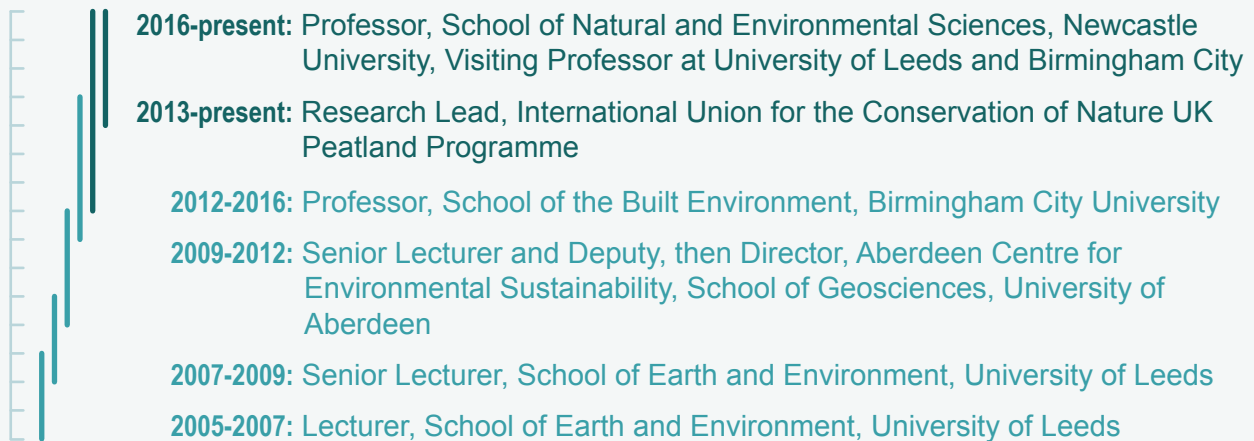 2016-present: Professor, School of Natural and Environmental Sciences, Newcastle
University, Visiting Professor at University of Leeds and Birmingham City
2013-present: Research Lead, International Union for the Conservation of Nature UK
Peatland Programme
2012-2016: Professor, School of the Built Environment, Birmingham City University
2009-2012: Senior Lecturer and Deputy, then Director, Aberdeen Centre for
Environmental Sustainability, School of Geosciences, University of
Aberdeen
2007-2009: Senior Lecturer, School of Earth and Environment, University of Leeds
2005-2007: Lecturer, School of Earth and Environment, University of Leeds